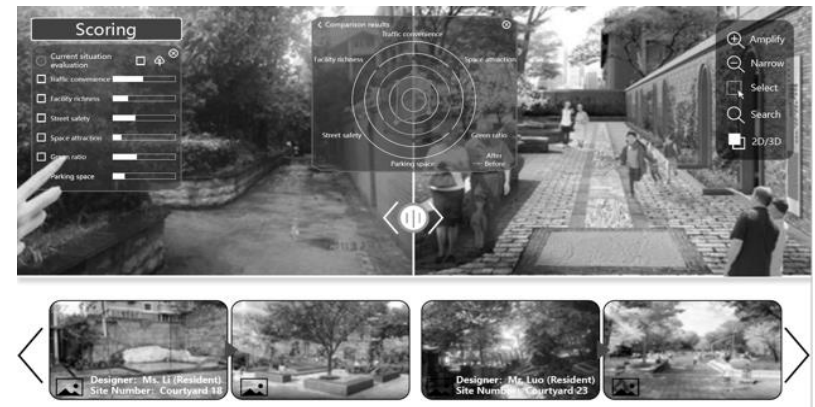 Scoring
Current situation
evaluation
Traffic convenience
Facility richness
Street safety
Space attraction
Green ratio
Parking space
Comparison results
Traffic convenience
Facility richness
Space attraction
Street safety
Green ratio
Parking space
After
Before
Amplify
Narrow
Select
Search
2D/3D
Designer: Ms. Li (Resident)
Site Number: Courtyard 18
Designer: Mr. Luo (Resident)
Site Number: Courtyard 23